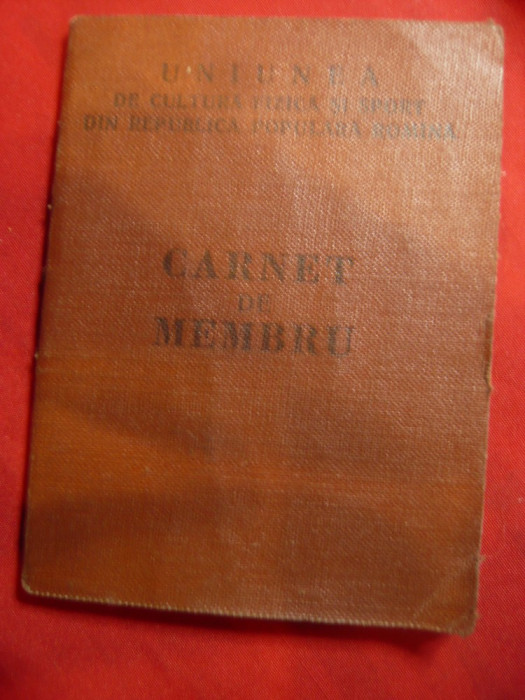 UNIUNEA
DE CULTURĂ FIZICĂ ȘI SPORT
DIN REPUBLICA POPULARĂ ROMÂNĂ
CARNET
DE
MEMBRU